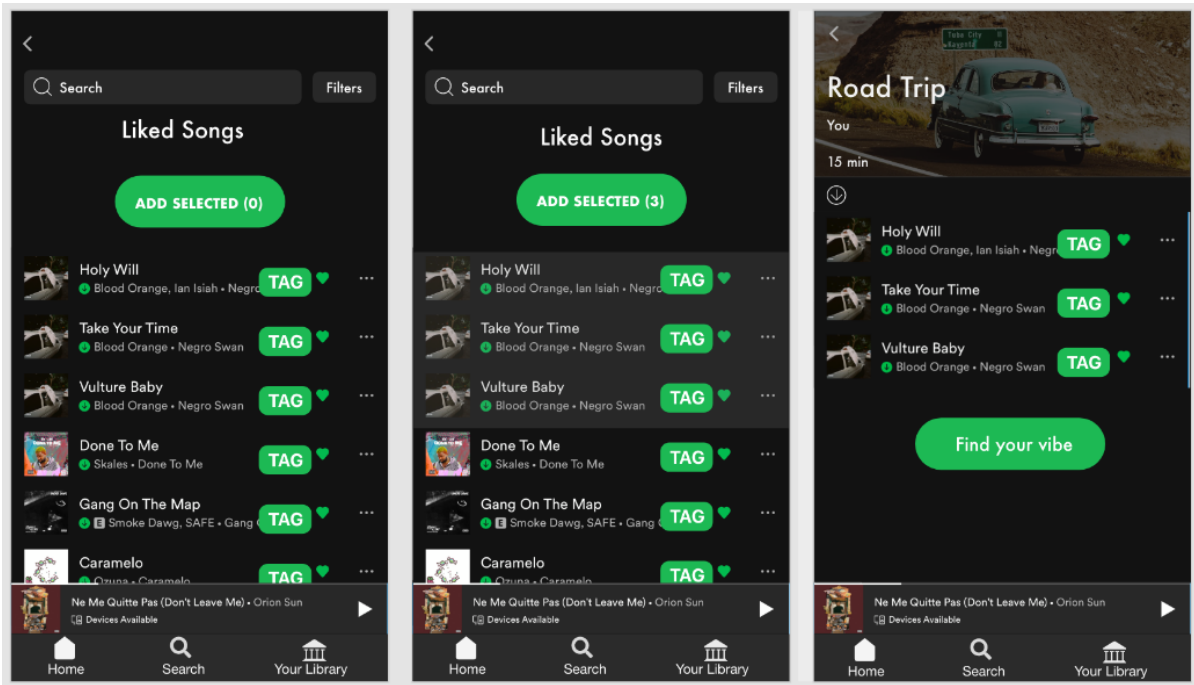 Search
Filters
Liked Songs
ADD SELECTED (0)
Holy Will
Blood Orange, Ian Isiah • Negro
TAG
Take Your Time
Blood Orange • Negro Swan
TAG
Vulture Baby
Blood Orange • Negro Swan
TAG
Done To Me
Skales • Done To Me
TAG
Gang On The Map
E Smoke Dawg, SAFE • Gang
TAG
Caramelo
Ozuna • Caramelo
TAG
Ne Me Quitte Pas (Don't Leave Me) • Orion Sun
Devices Available
Home
Search
Your Library
Search
Filters
Liked Songs
ADD SELECTED (3)
Holy Will
Blood Orange, Ian Isiah • Negro
TAG
Take Your Time
Blood Orange • Negro Swan
TAG
Vulture Baby
Blood Orange • Negro Swan
TAG
Done To Me
Skales • Done To Me
TAG
Gang On The Map
E Smoke Dawg, SAFE • Gang
TAG
Caramelo
Ozuna • Caramelo
TAG
Ne Me Quitte Pas (Don't Leave Me) • Orion Sun
Devices Available
Home
Search
Your Library
Road Trip
You
15 min
Holy Will
Blood Orange, Ian Isiah • Negr
TAG
Take Your Time
Blood Orange • Negro Swan
TAG
Vulture Baby
Blood Orange • Negro Swan
TAG
Find your vibe
Ne Me Quitte Pas (Don't Leave Me) • Orion Sun
Devices Available
Home
Search
Your Library